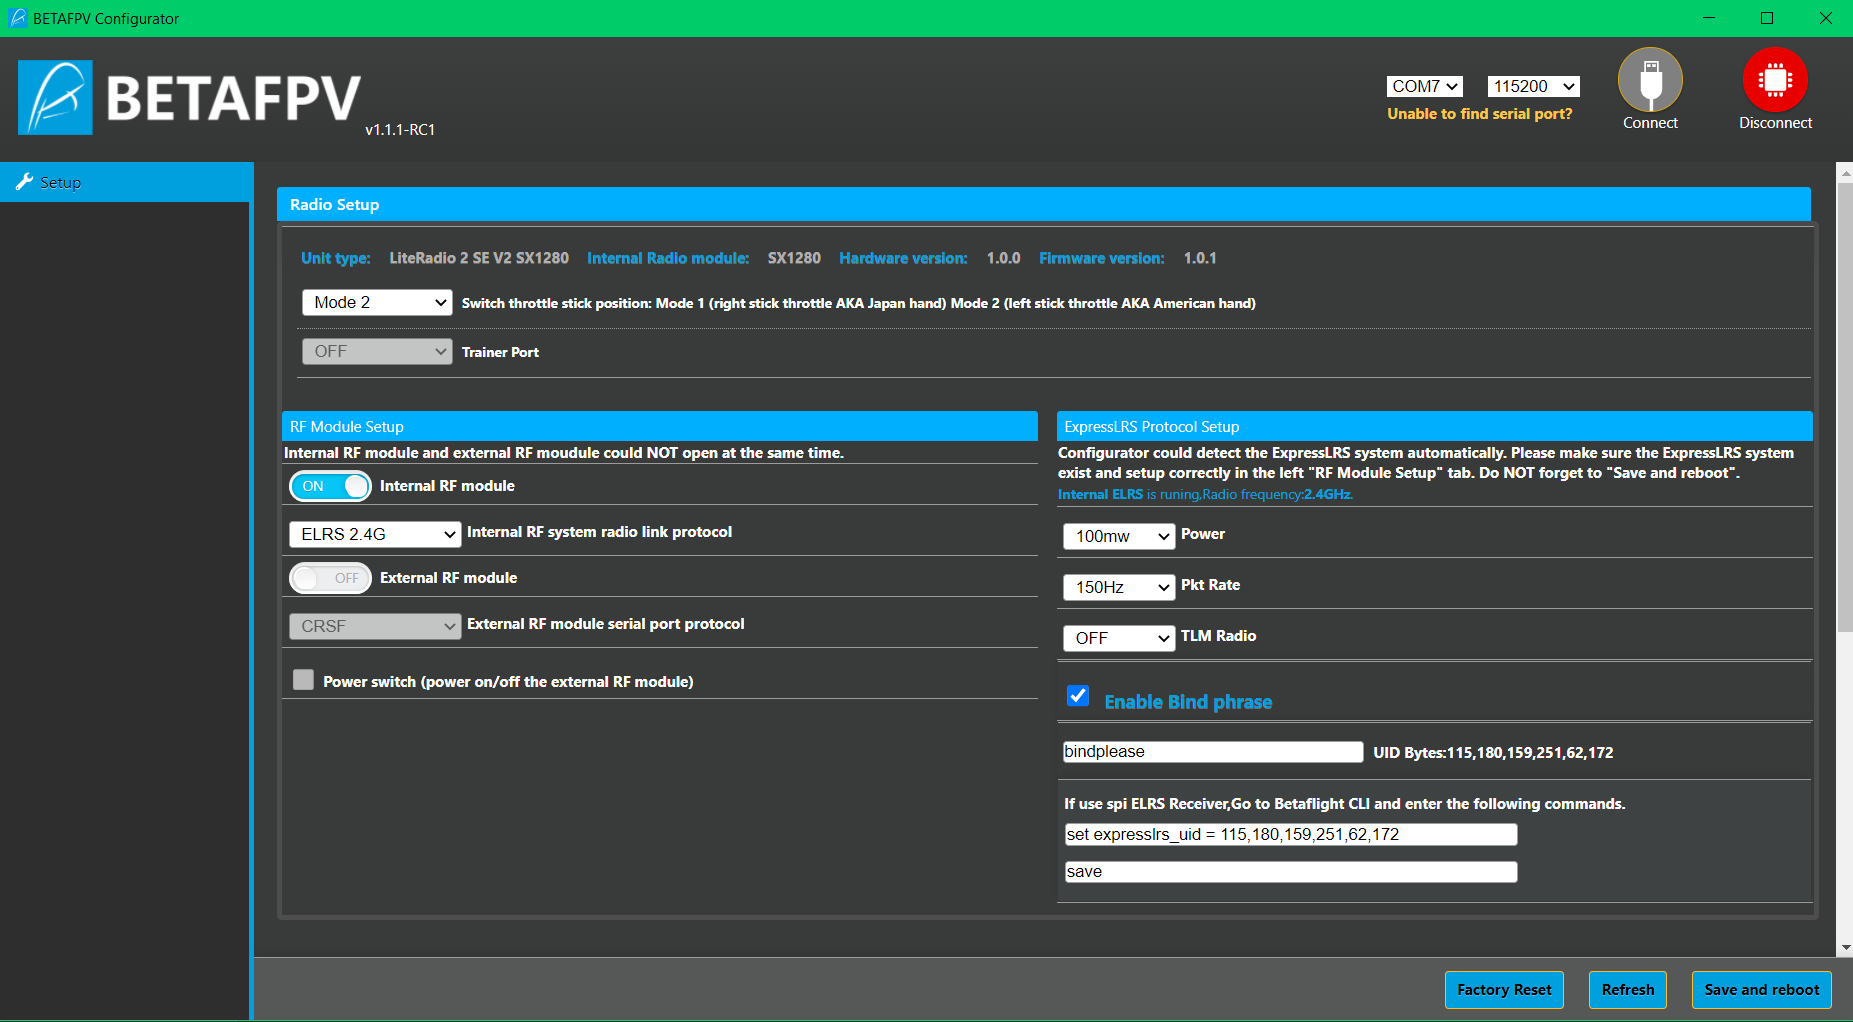 BETAFPV Configurator
BETAFPV
v1.1.1-RC1
COM7
115200
Unable to find serial port?
Connect
Disconnect
Setup
Radio Setup
Unit type: LiteRadio 2 SE V2 SX1280 Internal Radio module: SX1280 Hardware version: 1.0.0 Firmware version: 1.0.1
Mode 2 Switch throttle stick position: Mode 1 (right stick throttle AKA Japan hand) Mode 2 (left stick throttle AKA American hand)
OFF Trainer Port
RF Module Setup
Internal RF module and external RF moudule could NOT open at the same time.
ON Internal RF module
ELRS 2.4G Internal RF system radio link protocol
OFF External RF module
CRSF External RF module serial port protocol
Power switch (power on/off the external RF module)
ExpressLRS Protocol Setup
Configurator could detect the ExpressLRS system automatically. Please make sure the ExpressLRS system
exist and setup correctly in the left "RF Module Setup" tab. Do NOT forget to "Save and reboot".
Internal ELRS is runing,Radio frequency:2.4GHz.
100mw Power
150Hz Pkt Rate
OFF TLM Radio
Enable Bind phrase
bindplease UID Bytes:115,180,159,251,62,172
If use spi ELRS Receiver,Go to Betaflight CLI and enter the following commands.
set expresslrs_uid = 115,180,159,251,62,172
save
Factory Reset
Refresh
Save and reboot